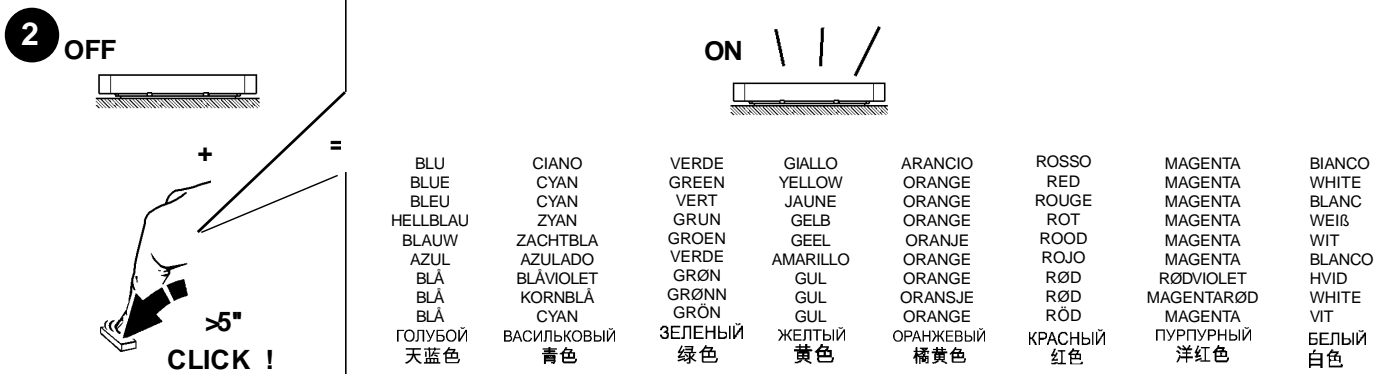 2 OFF
ON
+ =
BLU CIANO VERDE GIALLO ARANCIO ROSSO MAGENTA BIANCO
BLUE CYAN GREEN YELLOW ORANGE RED MAGENTA WHITE
BLEU CYAN VERT JAUNE ORANGE ROUGE MAGENTA BLANC
HELLBLAU ZYAN GRUN GELB ORANGE ROT MAGENTA WEIß
BLAUW ZACHTBLA GROEN GEEL ORANJE ROOD MAGENTA WIT
AZUL AZULADO VERDE AMARILLO ORANGE ROJO MAGENTA BLANCO
BLÅ BLÅVIOLET GRØN GUL ORANGE RØD RØDVIOLET HVID
BLÅ KORNBLÅ GRØNN GUL ORANSJE RØD MAGENTARØD WHITE
BLÅ CYAN GRÖN GUL ORANGE RÖD MAGENTA VIT
ГОЛУБОЙ ВАСИЛЬКОВЫЙ ЗЕЛЕНЫЙ ЖЕЛТЫЙ ОРАНЖЕВЫЙ КРАСНЫЙ ПУРПУРНЫЙ БЕЛЫЙ
天蓝色 青色 绿色 黄色 橘黄色 红色 洋红色 白色
>5"
CLICK !